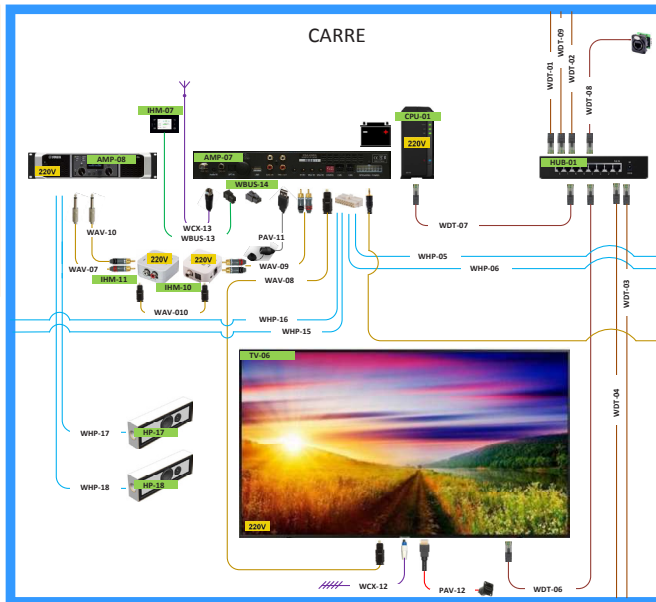 CARRE
WDT-01
WDT-09
WDT-02
WDT-08
IHM-07
CPU-01
220V
AMP-08
220V
AMP-07
HUB-01
WBUS-14
WAV-10
WCX-13
WBUS-13
PAV-11
WDT-07
WAV-07
220V
220V
WAV-09
WHP-05
IHM-11
IHM-10
WAV-08
WHP-06
WDT-03
WAV-010
WHP-16
WHP-15
TV-06
WDT-04
WHP-17
HP-17
WHP-18
HP-18
220V
WCX-12
PAV-12
WDT-06